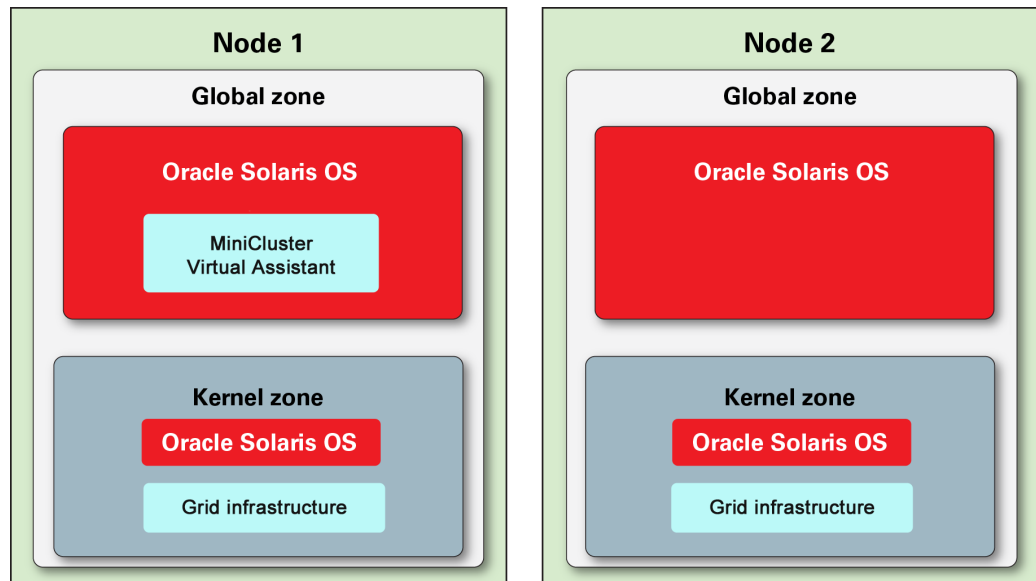 Node 1
Global zone
Oracle Solaris OS
MiniCluster
Virtual Assistant
Kernel zone
Oracle Solaris OS
Grid infrastructure
Node 2
Global zone
Oracle Solaris OS
Kernel zone
Oracle Solaris OS
Grid infrastructure